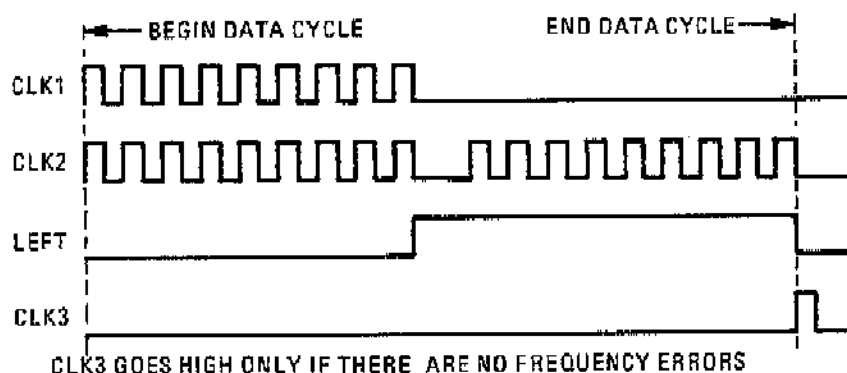 BEGIN DATA CYCLE END DATA CYCLE
CLK1
CLK2
LEFT
CLK3
CLK3 GOES HIGH ONLY IF THERE ARE NO FREQUENCY ERRORS